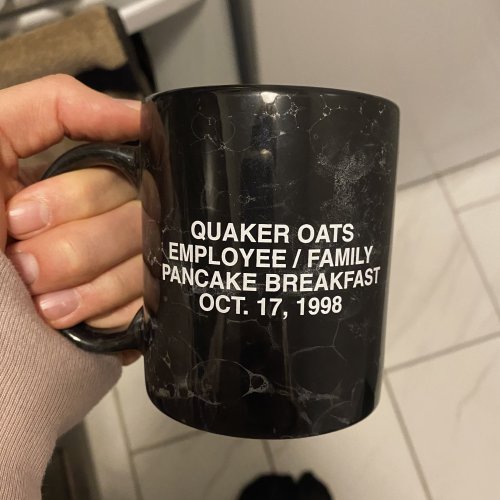 QUAKER OATS
EMPLOYEE / FAMILY
PANCAKE BREAKFAST
OCT. 17, 1998